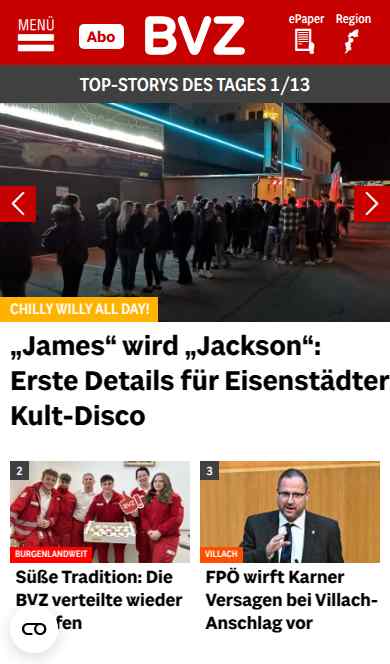 MENÜ
Abo
BVZ
ePaper
Region
TOP-STORYS DES TAGES 1/13
CHILLY WILLY ALL DAY!
„James“ wird „Jackson“:
Erste Details für Eisenstädter
Kult-Disco
2
BVZ
BURGENLANDWEIT
Süße Tradition: Die
BVZ verteilte wieder
fen
3
VILLACH
FPÖ wirft Karner
Versagen bei Villach-
Anschlag vor